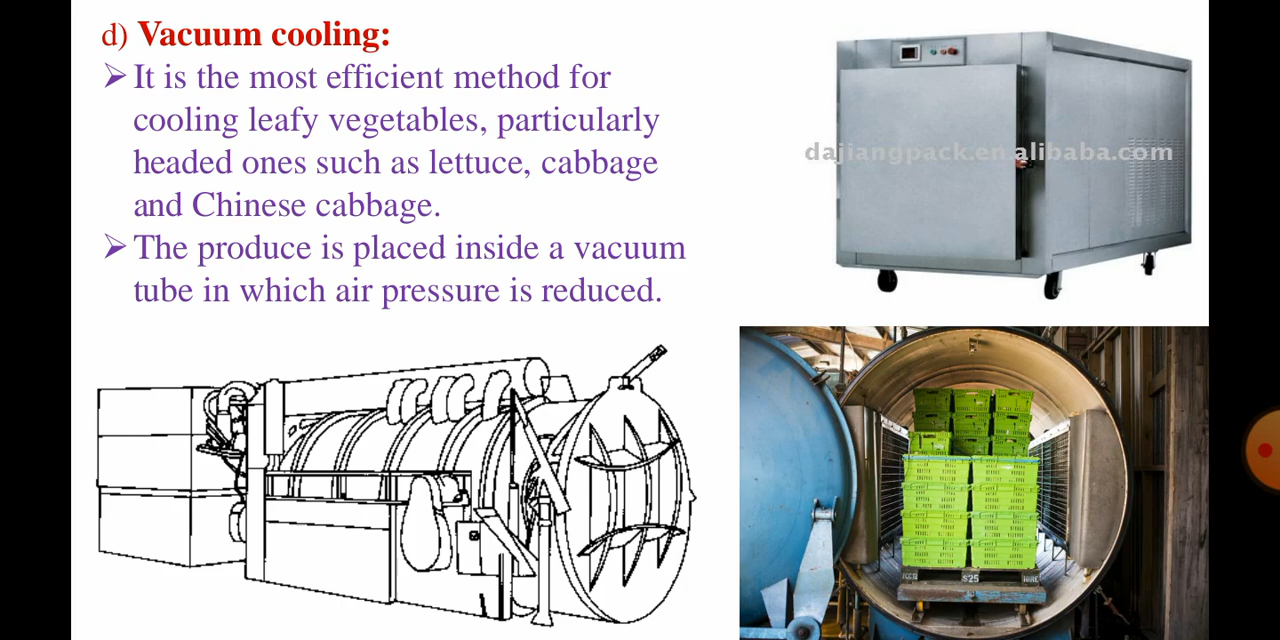 d) Vacuum cooling:
➢It is the most efficient method for
cooling leafy vegetables, particularly
headed ones such as lettuce, cabbage
and Chinese cabbage.
➢The produce is placed inside a vacuum
tube in which air pressure is reduced.
dajiangpack.en.alibaba.com
$25